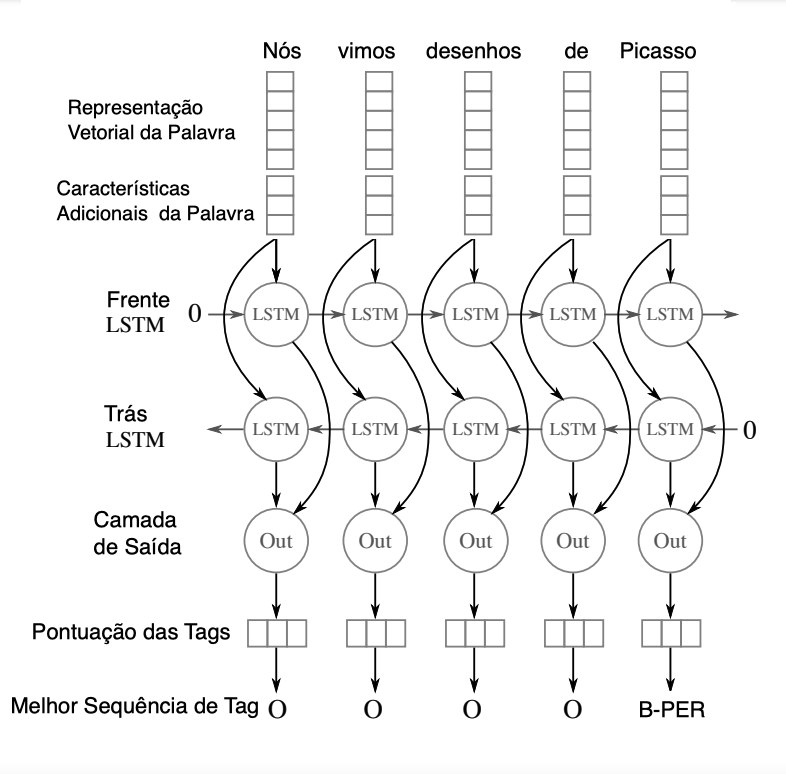 Nós vimos desenhos de Picasso
Representação
Vetorial da Palavra
Características
Adicionais da Palavra
Frente
LSTM
0 LSTM LSTM LSTM LSTM LSTM
Trás
LSTM
LSTM LSTM LSTM LSTM LSTM 0
Camada
de Saída
Out Out Out Out Out
Pontuação das Tags
Melhor Sequência de Tag O O O O B-PER